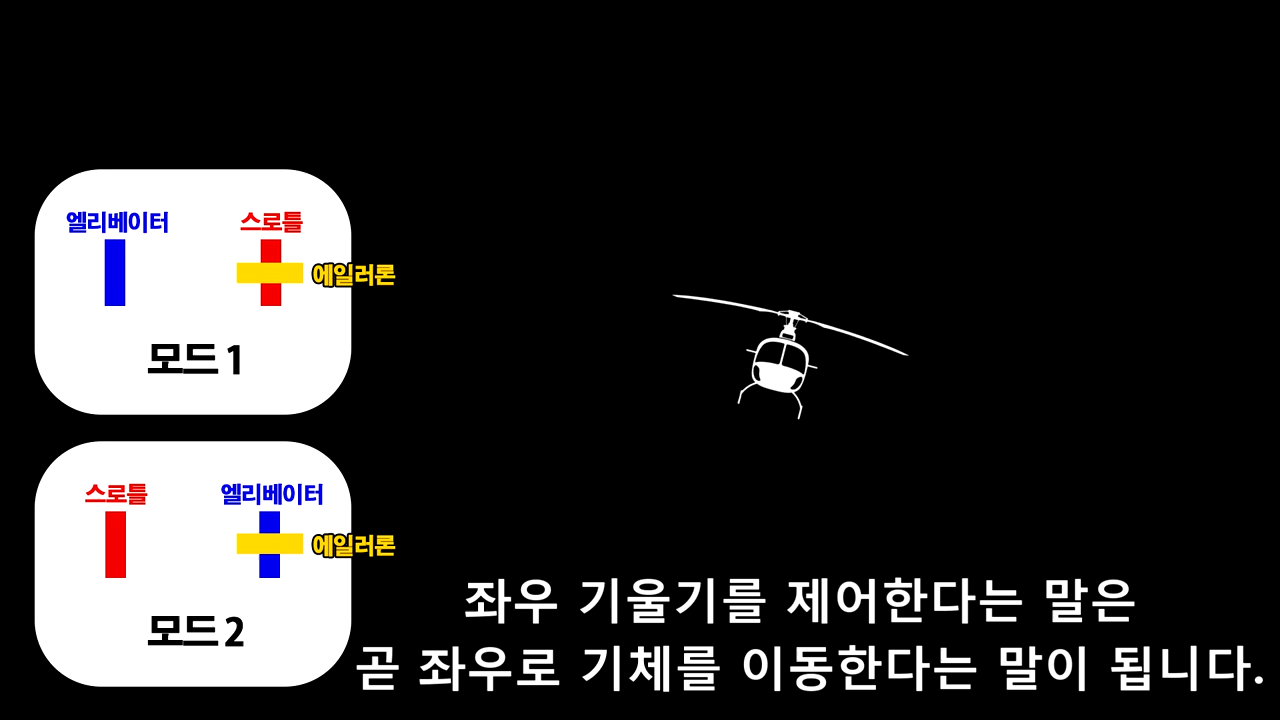 엘리베이터
스로틀
에일러론
모드 1
스로틀
엘리베이터
에일러론
모드 2
좌우 기울기를 제어한다는 말은
곧 좌우로 기체를 이동한다는 말이 됩니다.